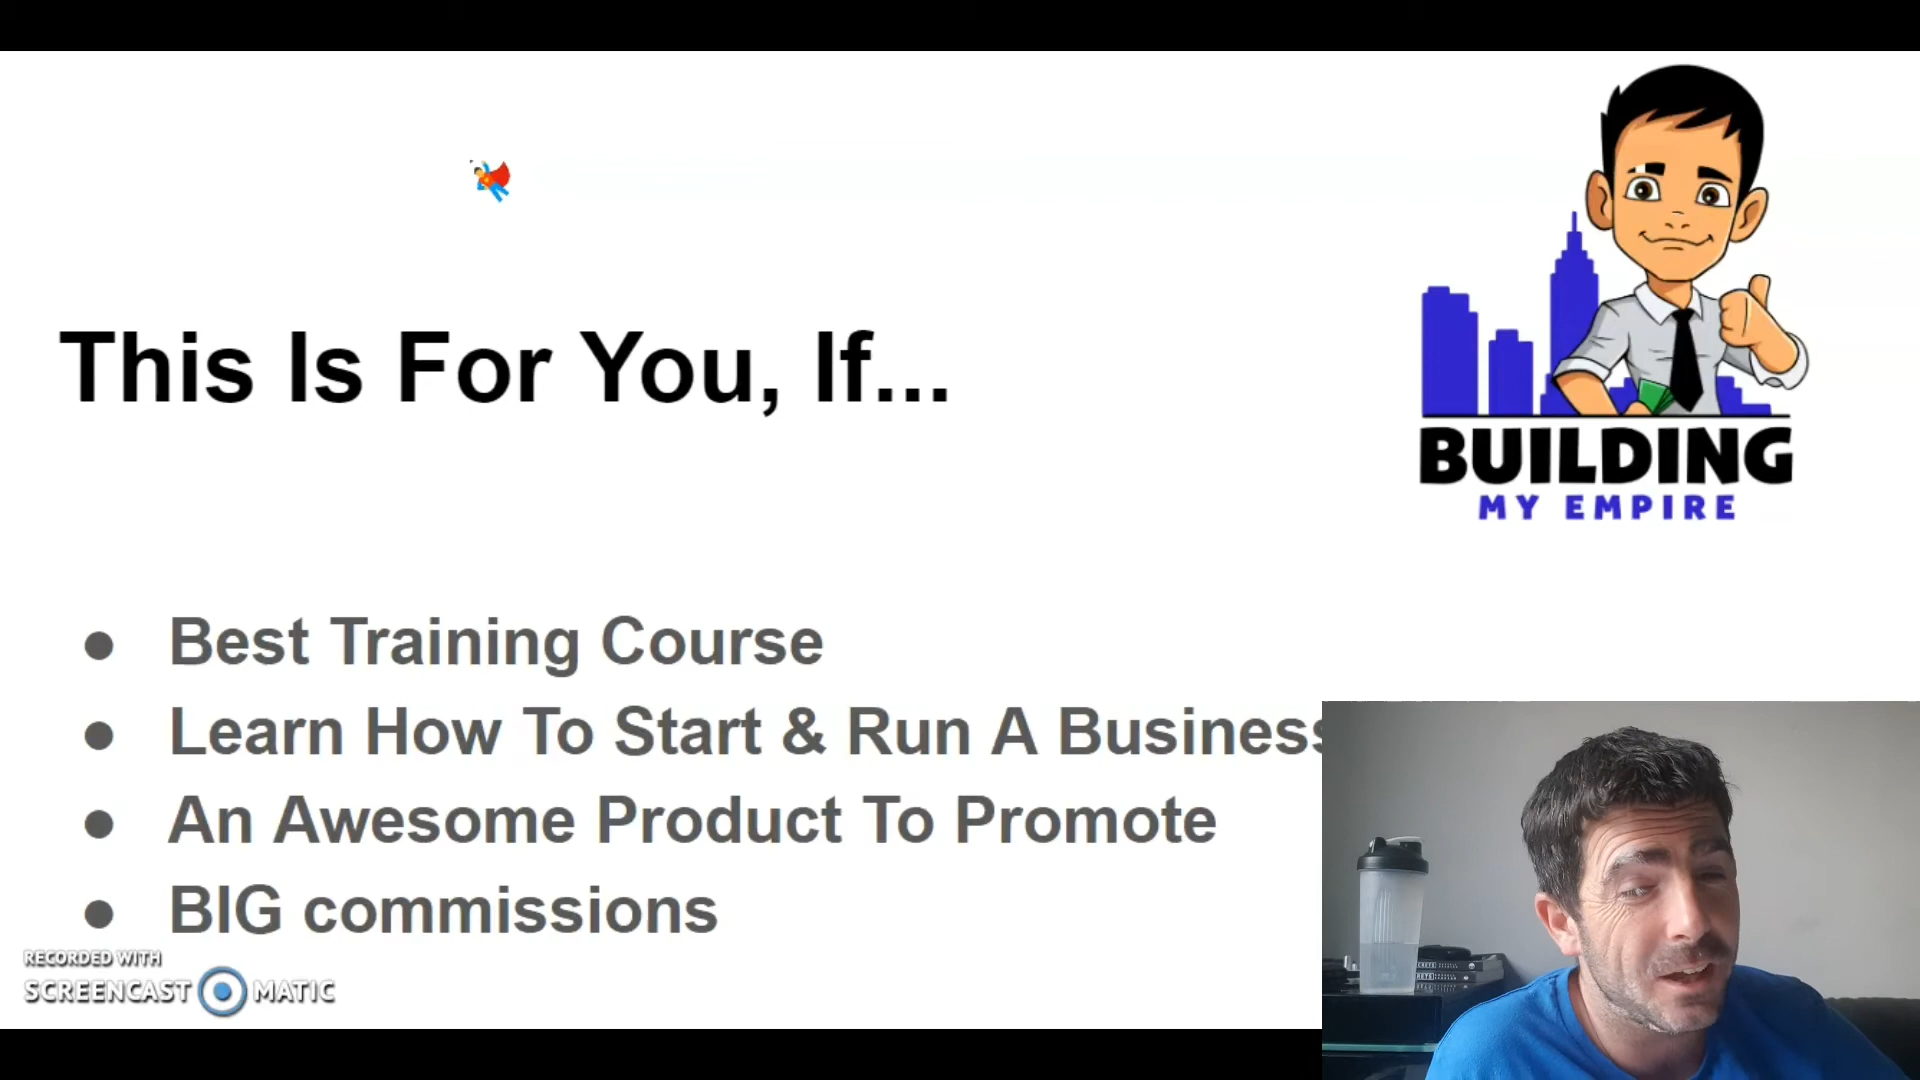 This Is For You, If...
BUILDING
MY EMPIRE
Best Training Course
Learn How To Start & Run A Business
An Awesome Product To Promote
BIG commissions
RECORDED WITH
SCREENCAST MATIC